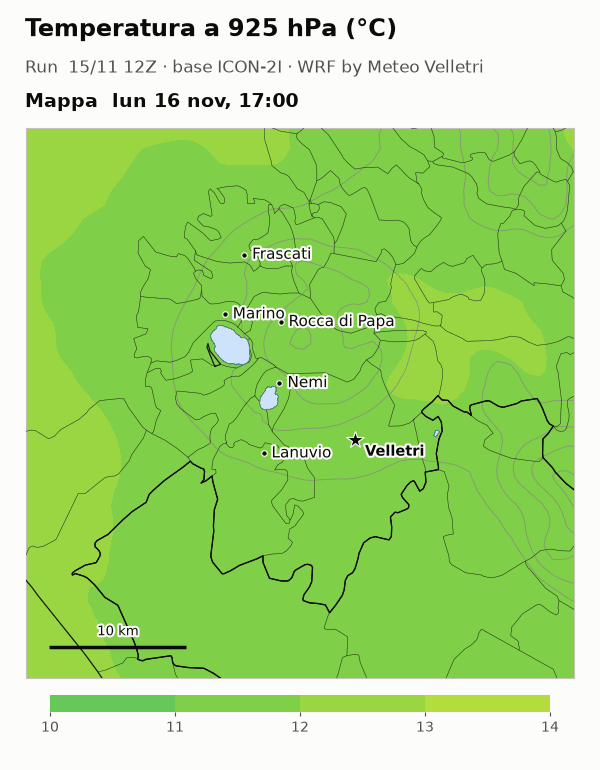 Temperatura a 925 hPa (°C)
Run  15/11 12Z · base ICON-2I · WRF by Meteo Velletri
Mappa  lun 16 nov, 17:00
Frascati
Marino
Rocca di Papa
Nemi
Velletri
Lanuvio
10 km
10 11 12 13 14